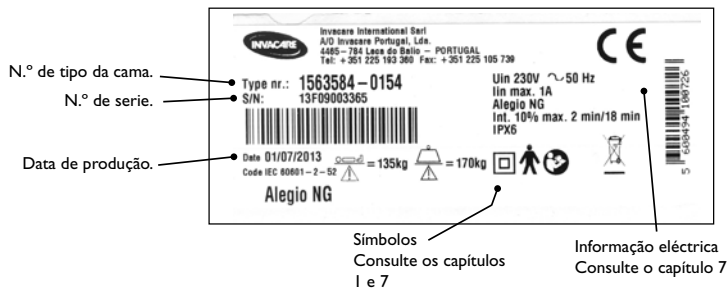 INVACARE
Invacare International Sarl
A/O Invacare Portugal, Lda.
4465-784 Leca do Balio - PORTUGAL
Tel: +351 225 193 360 Fax: +351 225 105 739
N.º de tipo da cama.
Type nr.: 1563584-0154
N.º de serie.
S/N: 13F09003365
Uin 230V ~ 50 Hz
Iin max. 1A
Alegio NG
Int. 10% max. 2 min/18 min
IPX6
CE
5 600494 180726
Data de produção.
Date 01/07/2013
Code IEC 60601-2-52
=135kg =170kg
Alegio NG
Símbolos
Consulte os capítulos
1 e 7
Informação eléctrica
Consulte o capítulo 7